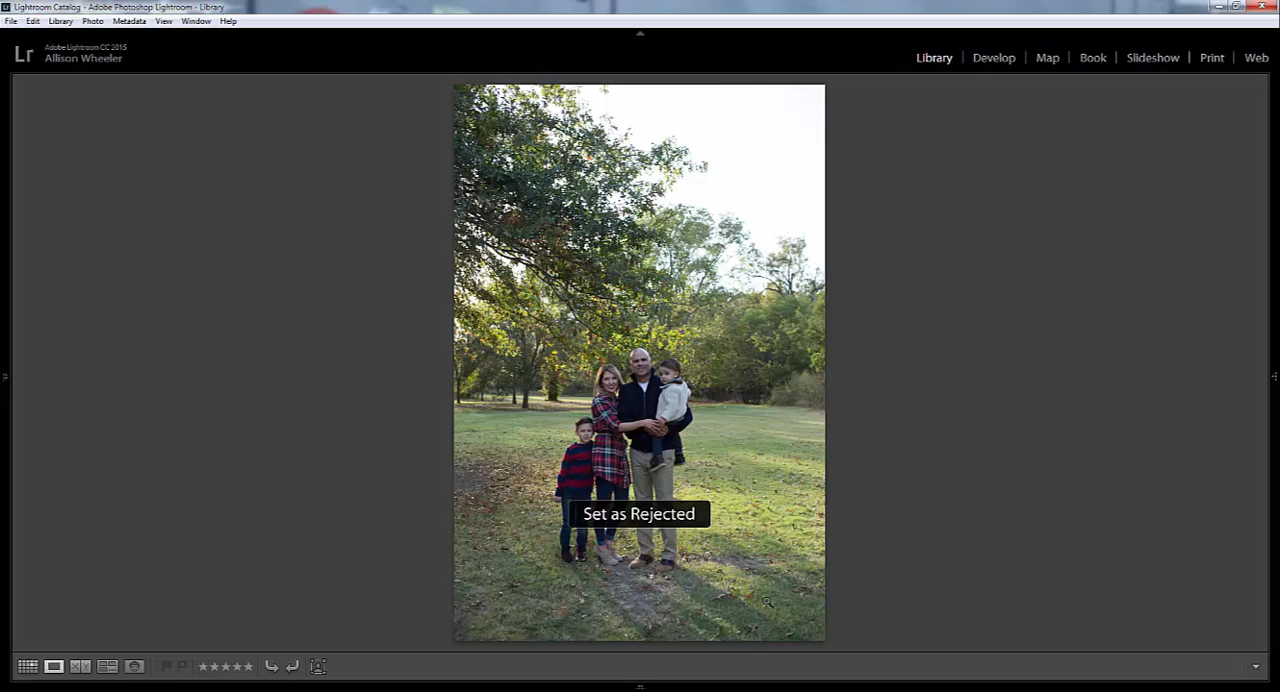 Lightroom Catalog - Adobe Photoshop Lightroom - Library
File Edit Library Photo Metadata View Window Help
Lr
Adobe Lightroom CC 2015
Allison Wheeler
Library Develop Map Book Slideshow Print Web
Set as Rejected